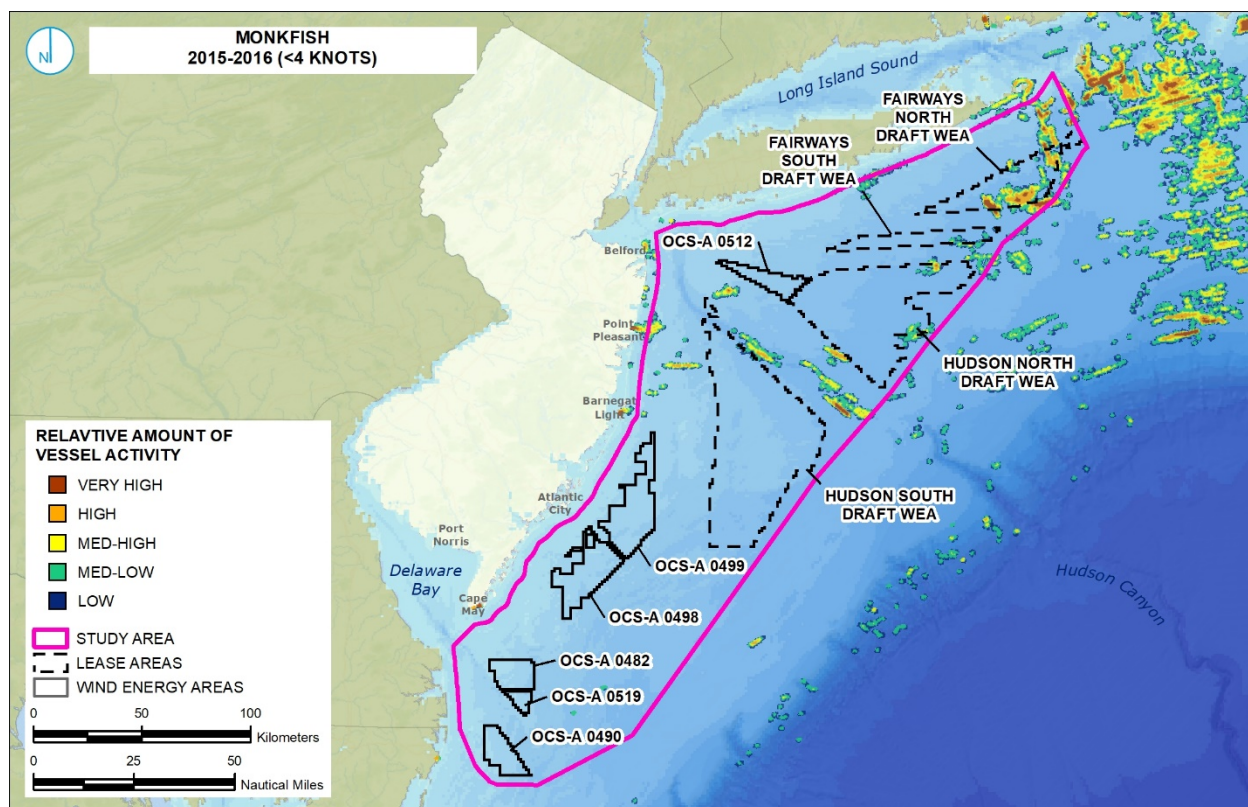 N
MONKFISH
2015-2016 (<4 KNOTS)
Long Island Sound
FAIRWAYS
NORTH
DRAFT WEA
FAIRWAYS
SOUTH
DRAFT WEA
OCS-A 0512
Belford
Point
Pleasant
HUDSON NORTH
DRAFT WEA
Barnegat
Light
HUDSON SOUTH
DRAFT WEA
Atlantic
City
Port
Norris
OCS-A 0499
Delaware
Bay
Cape
May
OCS-A 0498
Hudson Canyon
OCS-A 0482
OCS-A 0519
OCS-A 0490
RELAVTIVE AMOUNT OF
VESSEL ACTIVITY
VERY HIGH
HIGH
MED-HIGH
MED-LOW
LOW
STUDY AREA
LEASE AREAS
WIND ENERGY AREAS
0 50 100
Kilometers
0 25 50
Nautical Miles